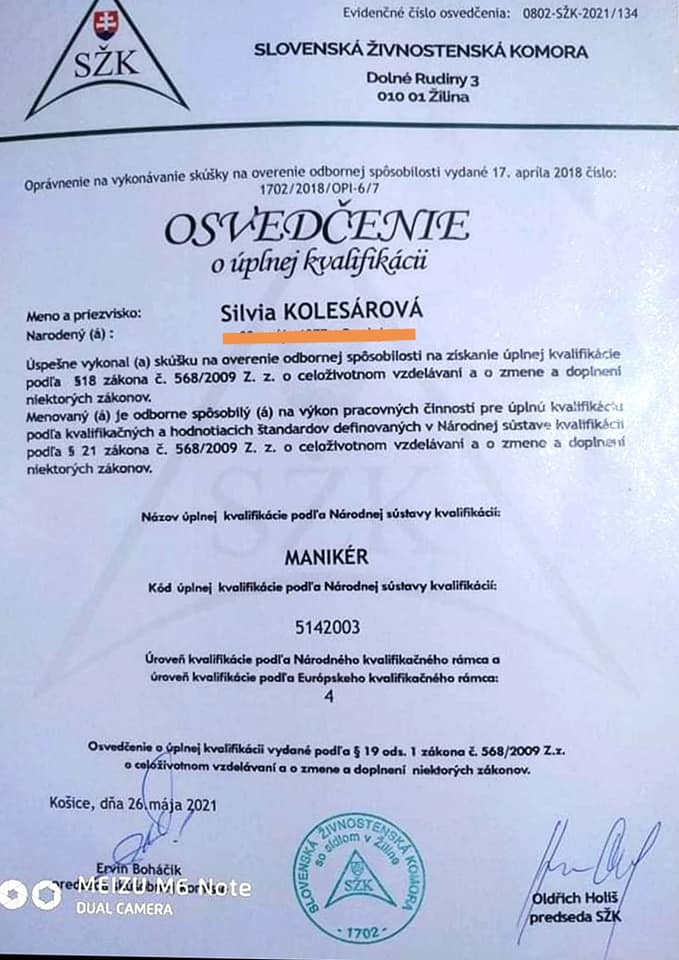 Evidenčné číslo osvedčenia: 0802-SŽK-2021/134
SŽK
SLOVENSKÁ ŽIVNOSTENSKÁ KOMORA
Dolné Rudiny 3
010 01 Žilina
Oprávnenie na vykonávanie skúšky na overenie odbornej spôsobilosti vydané 17. apríla 2018 číslo:
1702/2018/OPI-6/7
OSVEDČENIE
o úplnej kvalifikácii
Meno a priezvisko: Silvia KOLESÁROVÁ
Narodený (á) :
Úspešne vykonal (a) skúšku na overenie odbornej spôsobilosti na získanie úplnej kvalifikácie
podľa §18 zákona č. 568/2009 Z. z. o celoživotnom vzdelávaní a o zmene a doplnení
niektorých zákonov.
Menovaný (á) je odborne spôsobilý (á) na výkon pracovných činností pre úplnú kvalifikáciu
podľa kvalifikačných a hodnotiacich štandardov definovaných v Národnej sústave kvalifikácií
podľa § 21 zákona č. 568/2009 Z. z. o celoživotnom vzdelávaní a o zmene a doplnení
niektorých zákonov.
SŽK
Názov úplnej kvalifikácie podľa Národnej sústavy kvalifikácií:
MANIKÉR
Kód úplnej kvalifikácie podľa Národnej sústavy kvalifikácií:
5142003
Úroveň kvalifikácie podľa Národného kvalifikačného rámca a
úroveň kvalifikácie podľa Európskeho kvalifikačného rámca:
4
Osvedčenie o úplnej kvalifikácii vydané podľa § 19 ods. 1 zákona č. 568/2009 Z.z.
o celoživotnom vzdelávaní a o zmene a doplnení niektorých zákonov.
Košice, dňa 26.mája 2021
SLOVENSKÁ ŽIVNOSTENSKÁ KOMORA
so sídlom v Žiline
SŽK
- 1702 -
Ervín Boháčik
MEIZU M6 Note
DUAL CAMERA
Oldřich Holiš
predseda SŽK